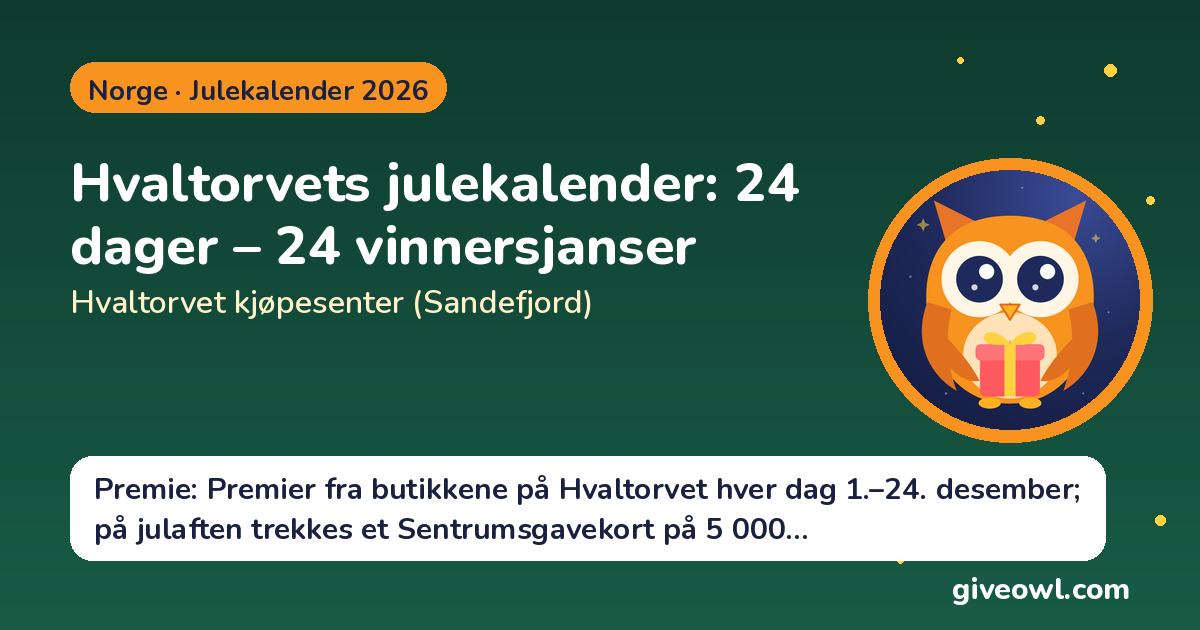 Norge · Julekalender 2026
Hvaltorvets julekalender: 24
dager – 24 vinnersjanser
Hvaltorvet kjøpesenter (Sandefjord)
Premie: Premier fra butikkene på Hvaltorvet hver dag 1.–24. desember;
på julaften trekkes et Sentrumsgavekort på 5 000...
giveowl.com